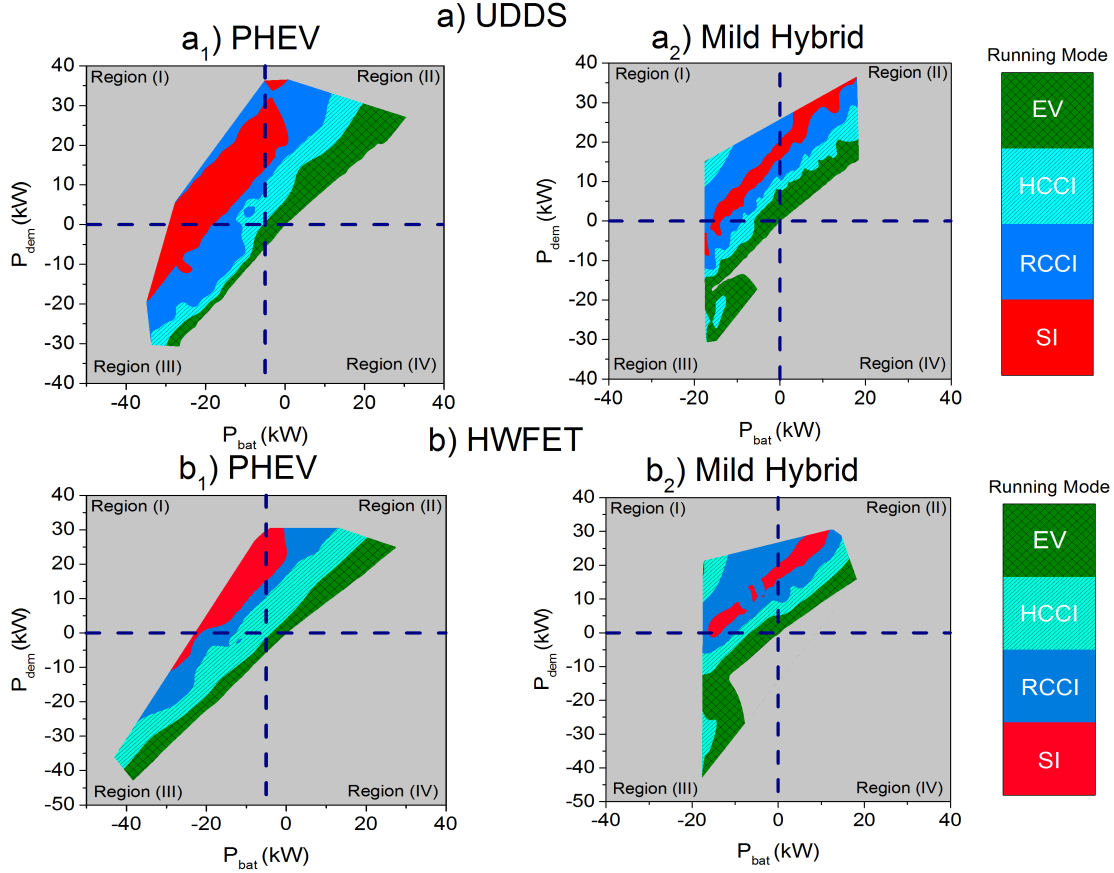 a) UDDS
a1) PHEV
a2) Mild Hybrid
Region (I)
Region (II)
Region (III)
Region (IV)
40
30
20
10
0
-10
-20
-30
-40
-40
-20
0
20
40
Pdem (kW)
Pbat (kW)
Region (I)
Region (II)
Region (III)
Region (IV)
40
30
20
10
0
-10
-20
-30
-40
-40
-20
0
20
40
Pdem (kW)
Pbat (kW)
Running Mode
EV
HCCI
RCCI
SI
b) HWFET
b1) PHEV
b2) Mild Hybrid
Region (I)
Region (II)
Region (III)
Region (IV)
40
30
20
10
0
-10
-20
-30
-40
-50
-40
-20
0
20
40
Pdem (kW)
Pbat (kW)
Region (I)
Region (II)
Region (III)
Region (IV)
40
30
20
10
0
-10
-20
-30
-40
-50
-40
-20
0
20
40
Pdem (kW)
Pbat (kW)
Running Mode
EV
HCCI
RCCI
SI